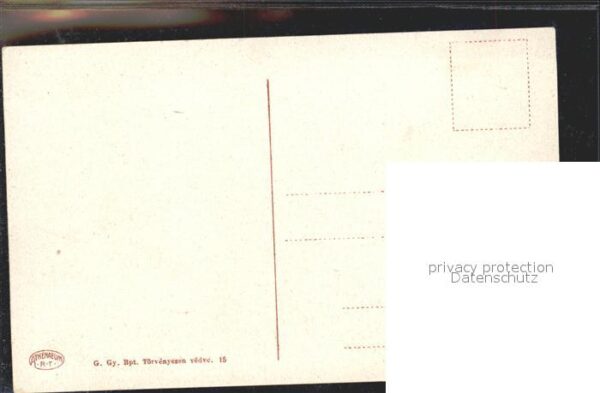 privacy protection
Datenschutz
ATHENAEUM
R.-T.
G. Gy. Bpt. Törvényesen védve. 15